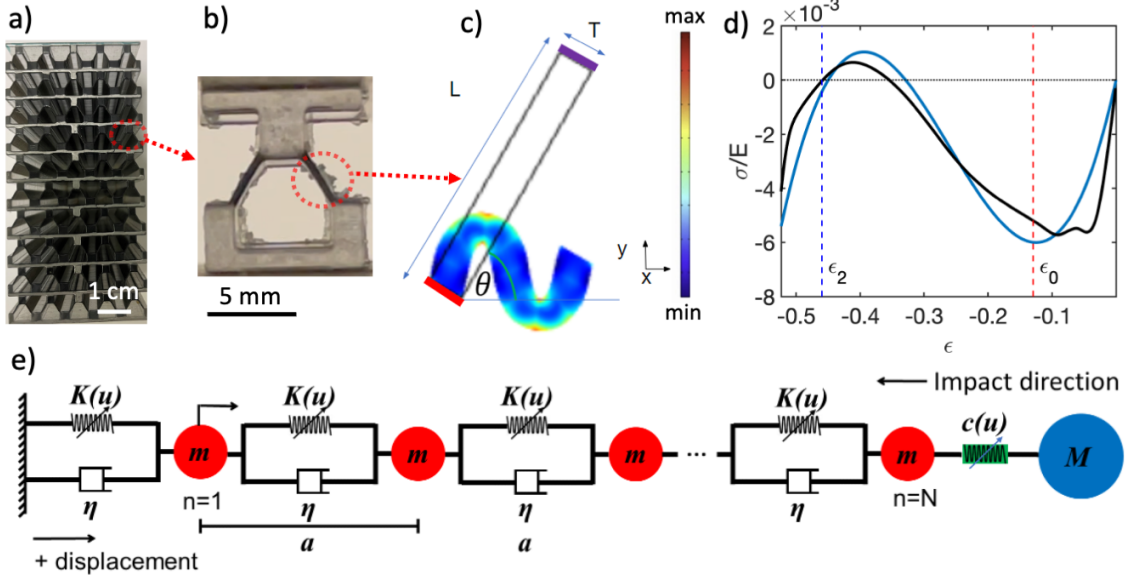 a)
1 cm
b)
5 mm
c)
T
L
θ
y
x
max
min
d)
×10⁻³
2
0
-2
-4
-6
-8
σ/E
ϵ₂
ϵ₀
-0.5 -0.4 -0.3 -0.2 -0.1
ϵ
e)
Impact direction
K(u) K(u) K(u) K(u) c(u)
m m m ... m M
n=1 n=N
η η η η
a a
+ displacement